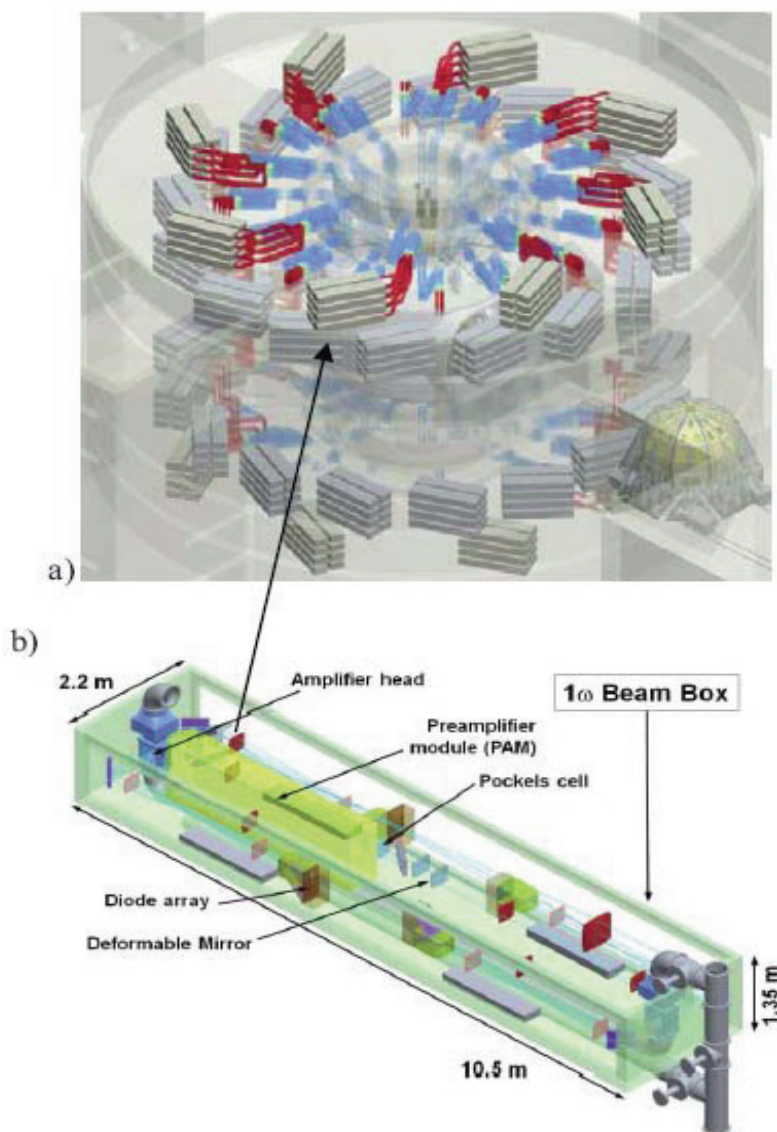 a)
b)
2.2 m
Amplifier head
1ω Beam Box
Preamplifier
module (PAM)
Pockels cell
Diode array
Deformable Mirror
1.35 m
10.5 m